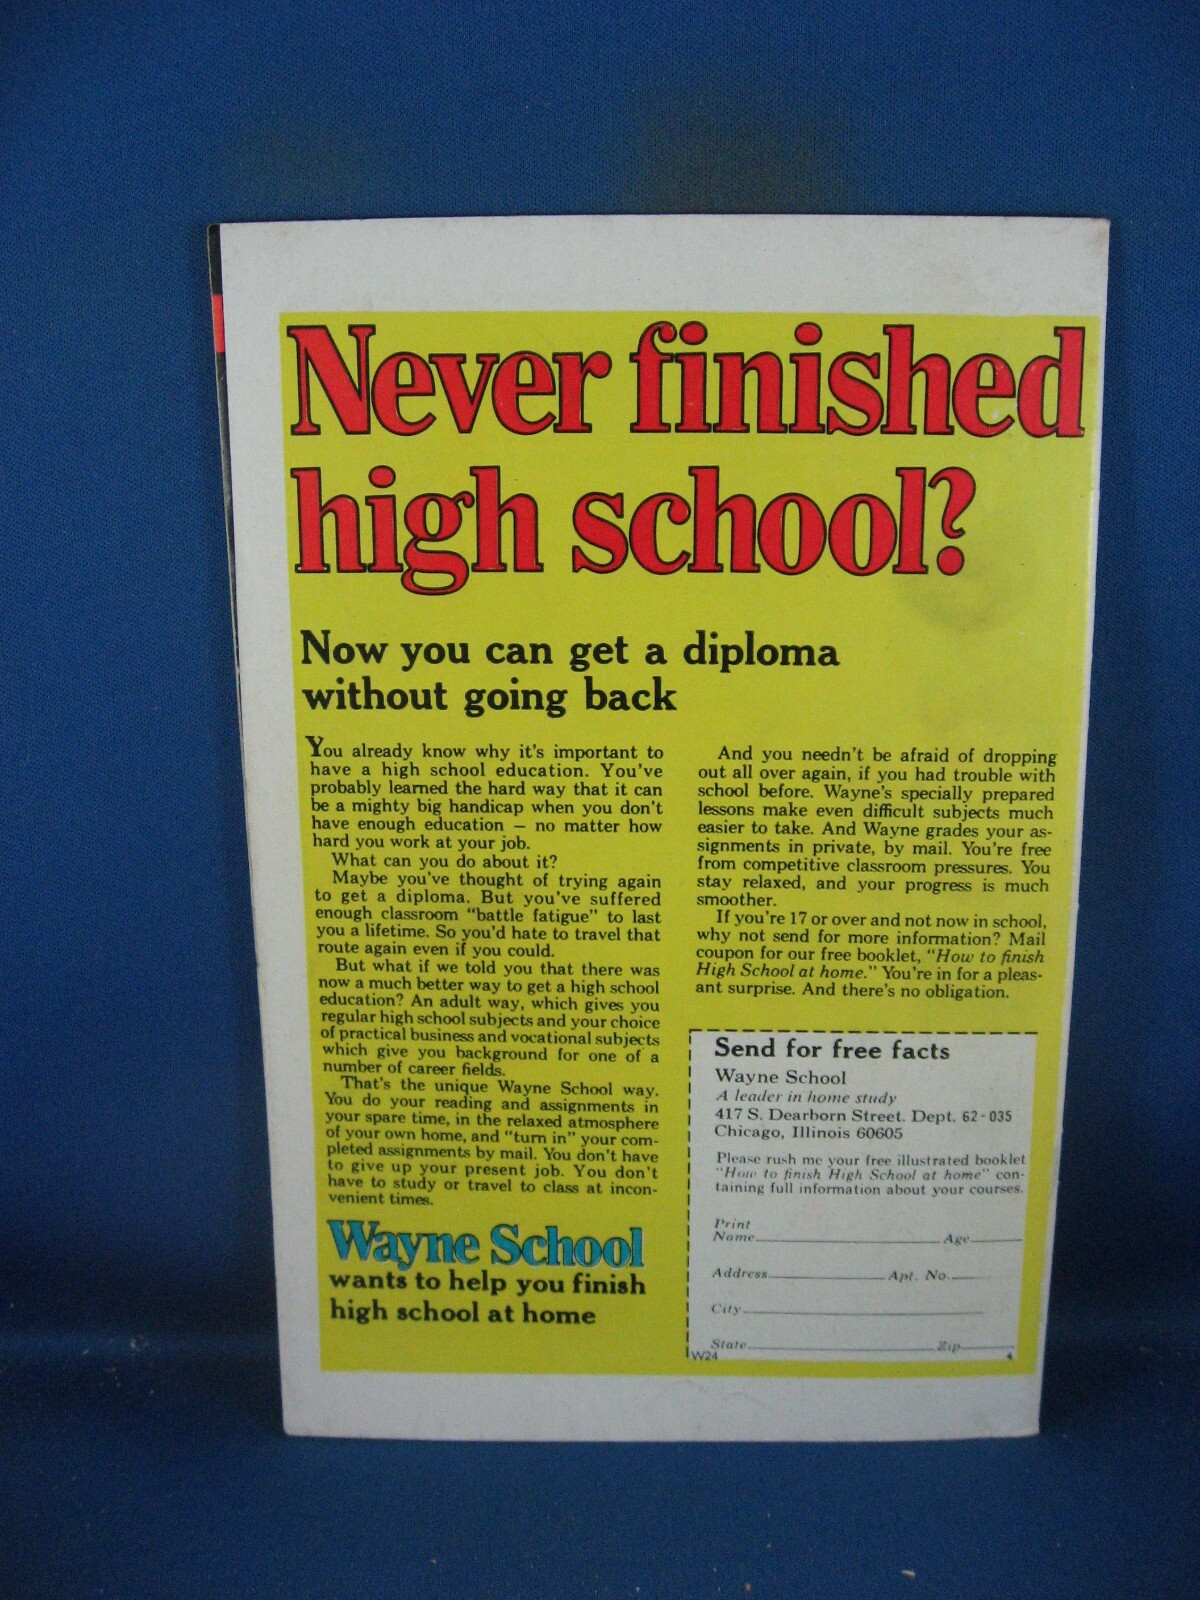 Never finished
high school?
Now you can get a diploma
without going back
You already know why it's important to
have a high school education. You've
probably learned the hard way that it can
be a mighty big handicap when you don't
have enough education – no matter how
hard you work at your job.
What can you do about it?
Maybe you've thought of trying again
to get a diploma. But you've suffered
enough classroom "battle fatigue" to last
you a lifetime. So you'd hate to travel that
route again even if you could.
But what if we told you that there was
now a much better way to get a high school
education? An adult way, which gives you
regular high school subjects and your choice
of practical business and vocational subjects
which give you background for one of a
number of career fields.
That's the unique Wayne School way.
You do your reading and assignments in
your spare time, in the relaxed atmosphere
of your own home, and "turn in" your com-
pleted assignments by mail. You don't have
to give up your present job. You don't
have to study or travel to class at incon-
venient times.
Wayne School
wants to help you finish
high school at home
And you needn't be afraid of dropping
out all over again, if you had trouble with
school before. Wayne's specially prepared
lessons make even difficult subjects much
easier to take. And Wayne grades your as-
signments in private, by mail. You're free
from competitive classroom pressures. You
stay relaxed, and your progress is much
smoother.
If you're 17 or over and not now in school,
why not send for more information? Mail
coupon for our free booklet, "How to finish
High School at home." You're in for a pleas-
ant surprise. And there's no obligation.
Send for free facts
Wayne School
A leader in home study
417 S. Dearborn Street. Dept. 62-035
Chicago, Illinois 60605
Please rush me your free illustrated booklet
"How to finish High School at home" con-
taining full information about your courses.
Print
Name Age
Address Apt. No.
City
State Zip
W24 4